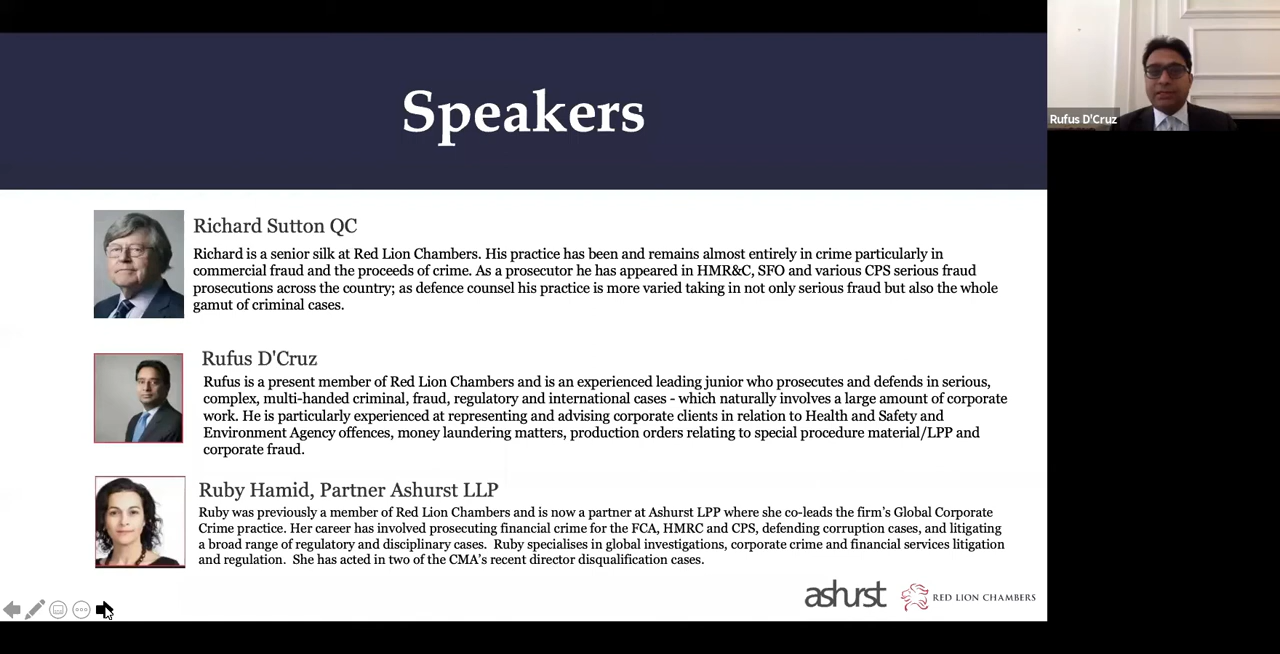 Speakers
Rufus D'Cruz
Richard Sutton QC
Richard is a senior silk at Red Lion Chambers. His practice has been and remains almost entirely in crime particularly in
commercial fraud and the proceeds of crime. As a prosecutor he has appeared in HMR&C, SFO and various CPS serious fraud
prosecutions across the country; as defence counsel his practice is more varied taking in not only serious fraud but also the whole
gamut of criminal cases.
Rufus D'Cruz
Rufus is a present member of Red Lion Chambers and is an experienced leading junior who prosecutes and defends in serious,
complex, multi-handed criminal, fraud, regulatory and international cases - which naturally involves a large amount of corporate
work. He is particularly experienced at representing and advising corporate clients in relation to Health and Safety and
Environment Agency offences, money laundering matters, production orders relating to special procedure material/LPP and
corporate fraud.
Ruby Hamid, Partner Ashurst LLP
Ruby was previously a member of Red Lion Chambers and is now a partner at Ashurst LPP where she co-leads the firm's Global Corporate
Crime practice. Her career has involved prosecuting financial crime for the FCA, HMRC and CPS, defending corruption cases, and litigating
a broad range of regulatory and disciplinary cases. Ruby specialises in global investigations, corporate crime and financial services litigation
and regulation. She has acted in two of the CMA's recent director disqualification cases.
ashurst
RED LION CHAMBERS